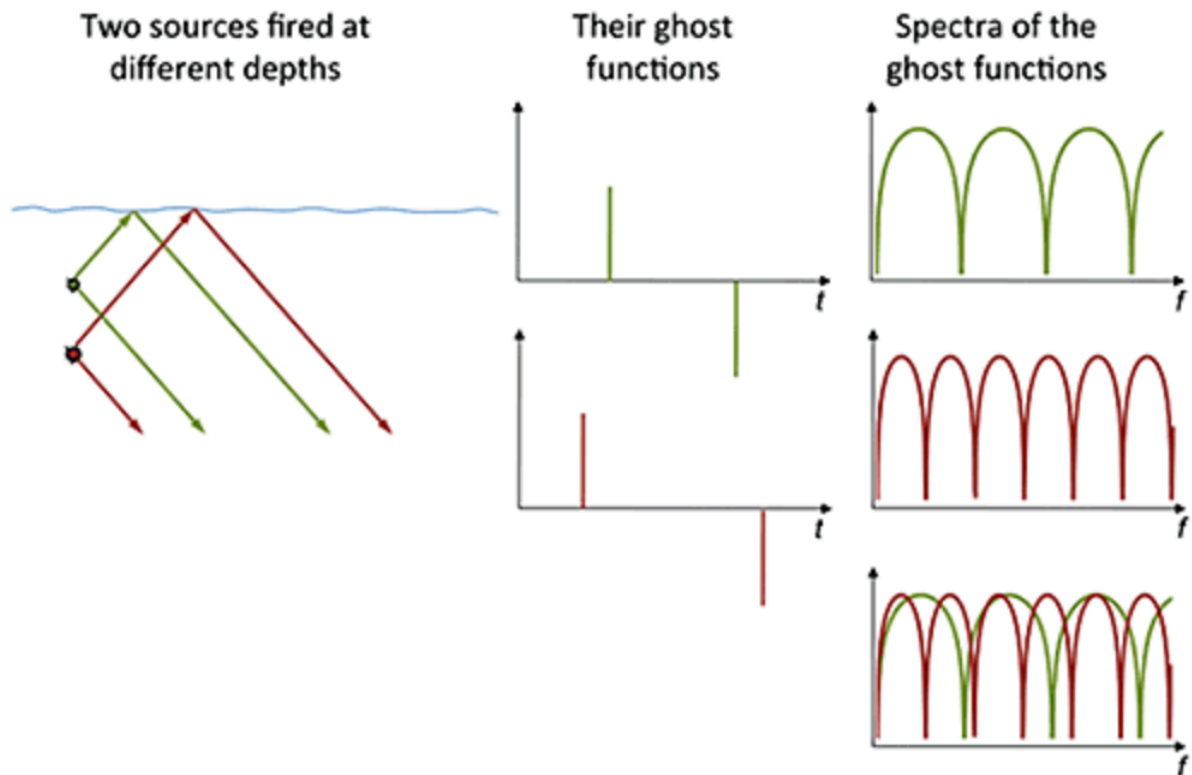 Two sources fired at
different depths
Their ghost
functions
Spectra of the
ghost functions
t
f
t
f
f